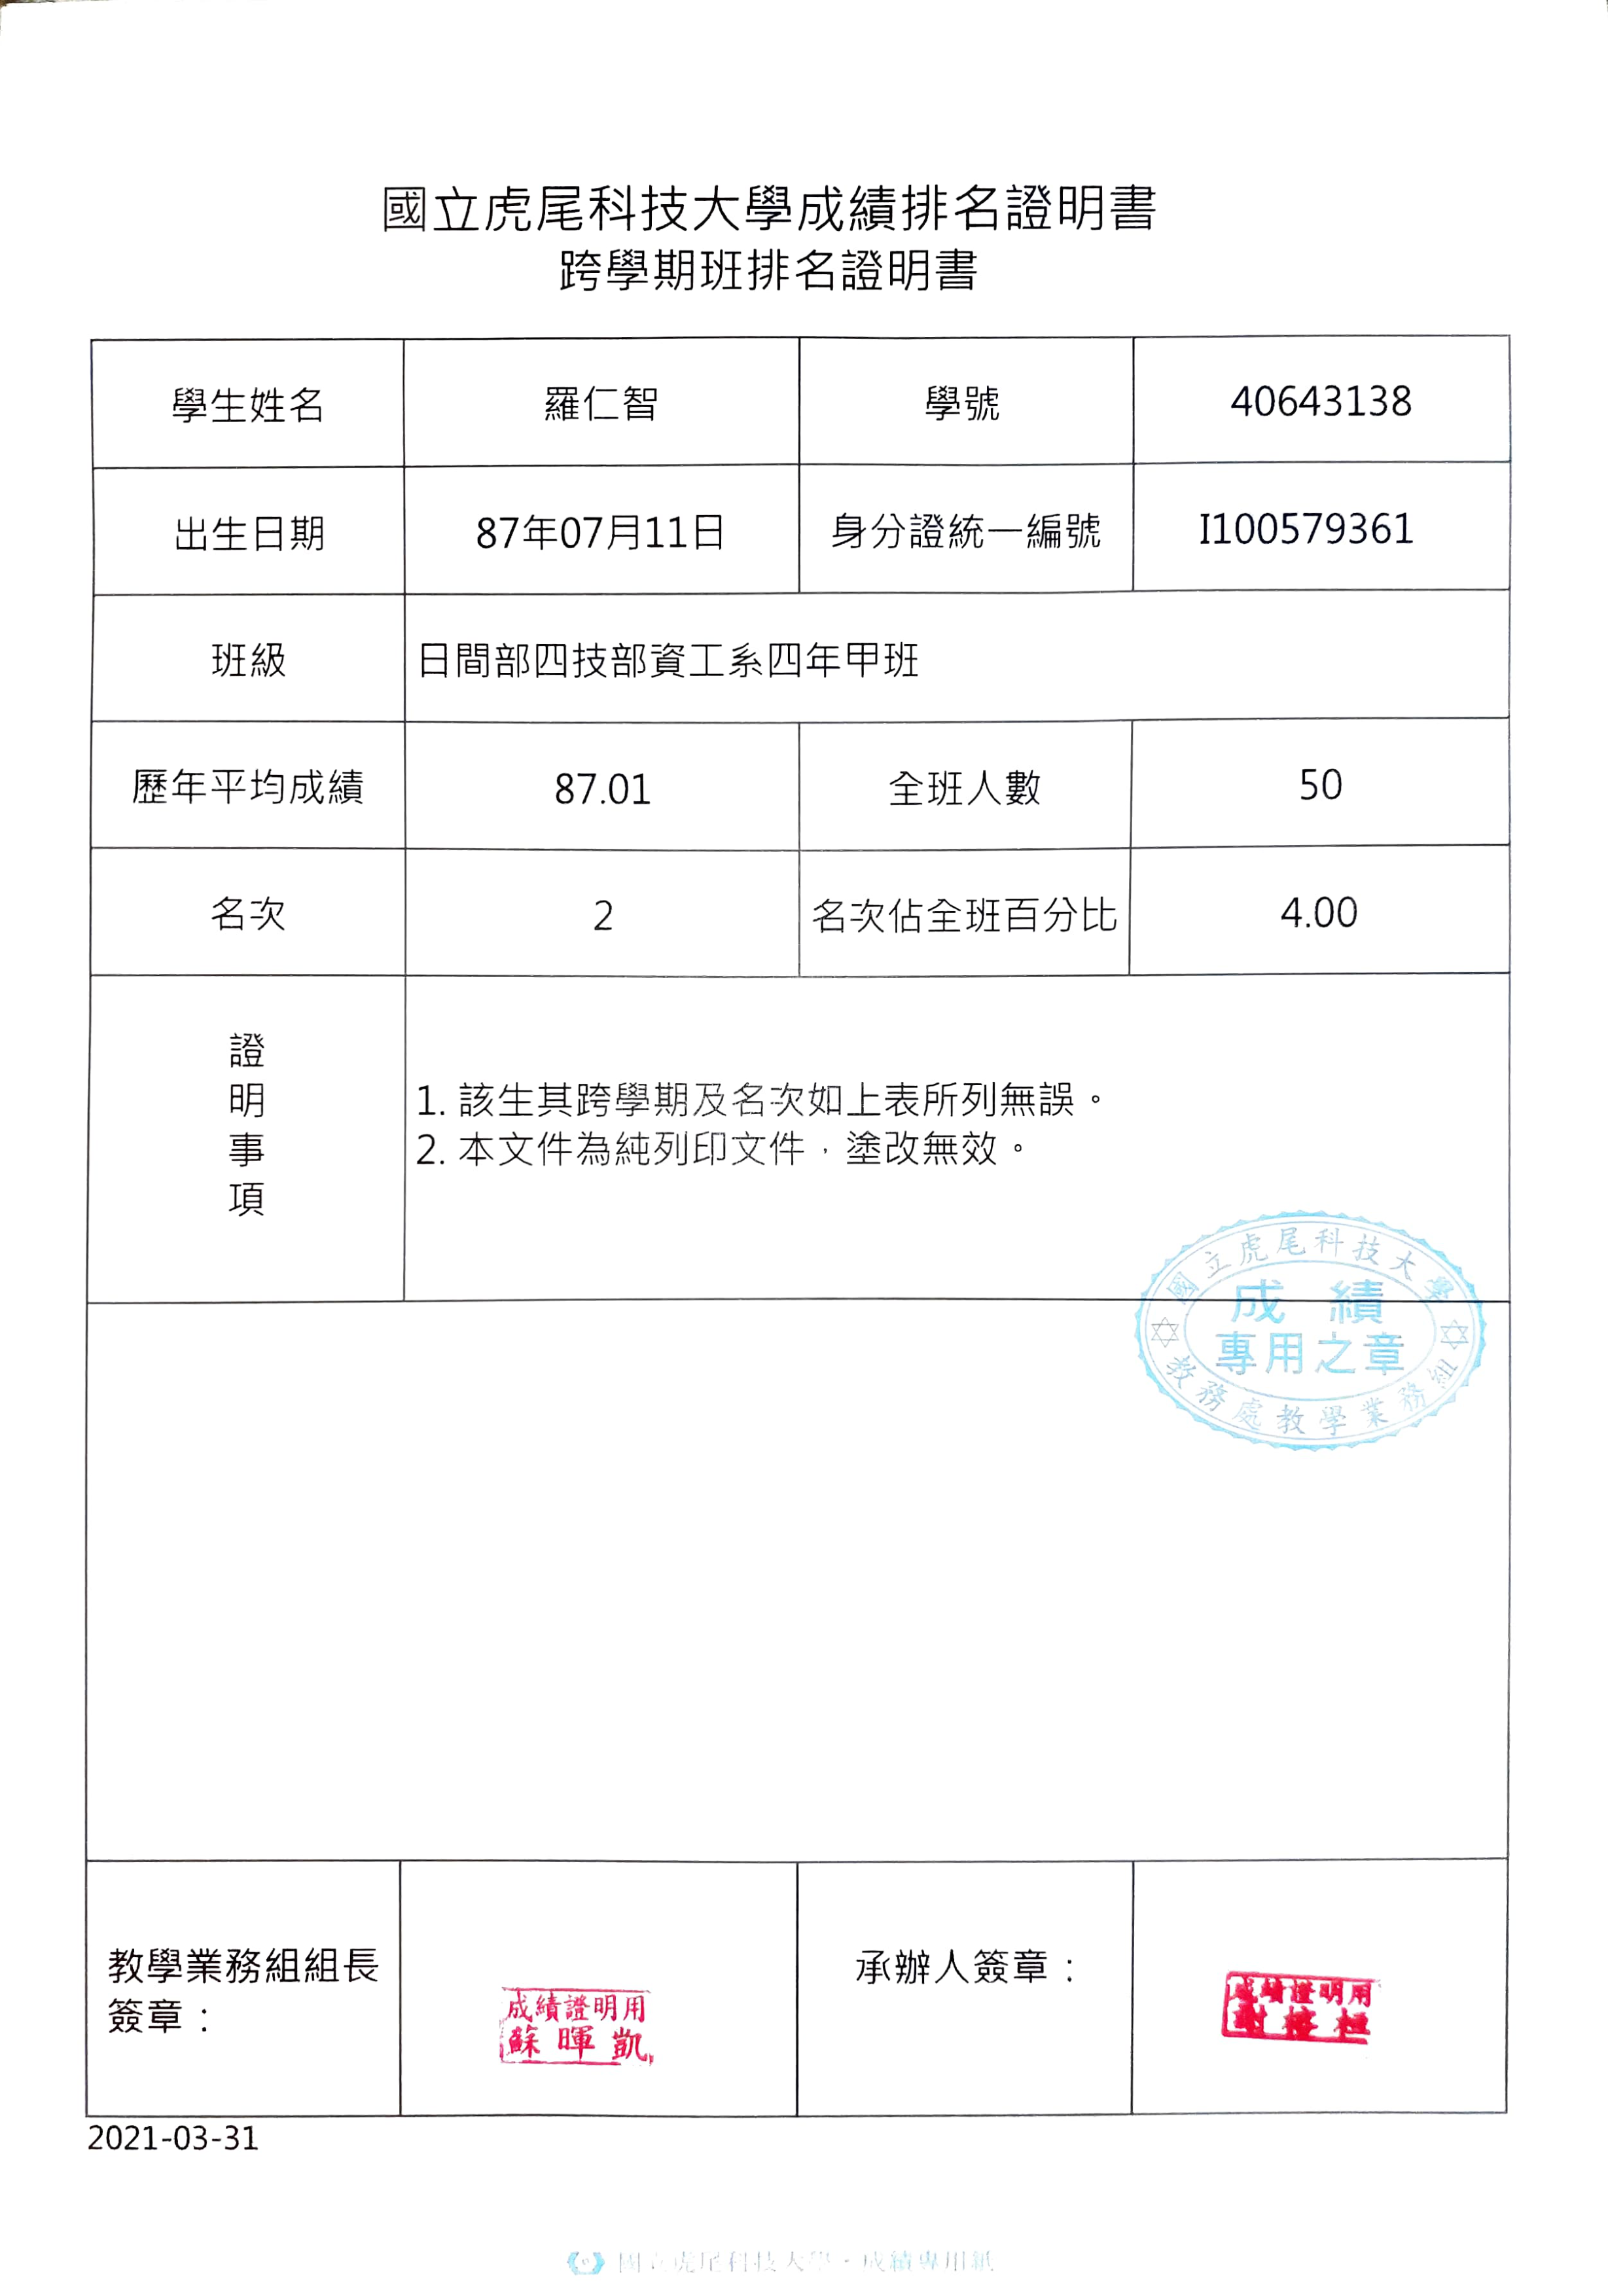 國立虎尾科技大學成績排名證明書
跨學期班排名證明書
學生姓名 羅仁智 學號 40643138
出生日期 87年07月11日 身分證統一編號 I100579361
班級 日間部四技部資工系四年甲班
歷年平均成績 87.01 全班人數 50
名次 2 名次佔全班百分比 4.00
證
明
事
項
1. 該生其跨學期及名次如上表所列無誤。
2. 本文件為純列印文件，塗改無效。
國立虎尾科技大學
成績
專用之章
教務處教學業務組
教學業務組組長
簽章：
成績證明用
蘇暉凱
承辦人簽章：
成績證明用
2021-03-31
國立虎尾科技大學・成績專用紙